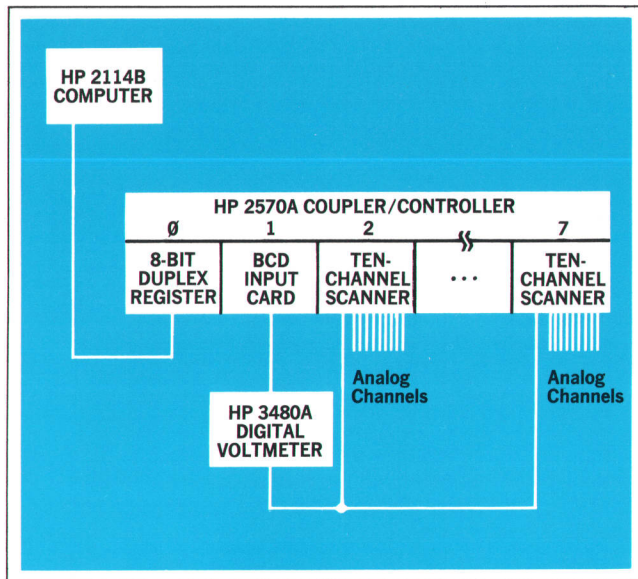 HP 2114B
COMPUTER
HP 2570A COUPLER/CONTROLLER
Ø 1 2 7
8-BIT
DUPLEX
REGISTER
BCD
INPUT
CARD
TEN-
CHANNEL
SCANNER
...
TEN-
CHANNEL
SCANNER
Analog
Channels
Analog
Channels
HP 3480A
DIGITAL
VOLTMETER